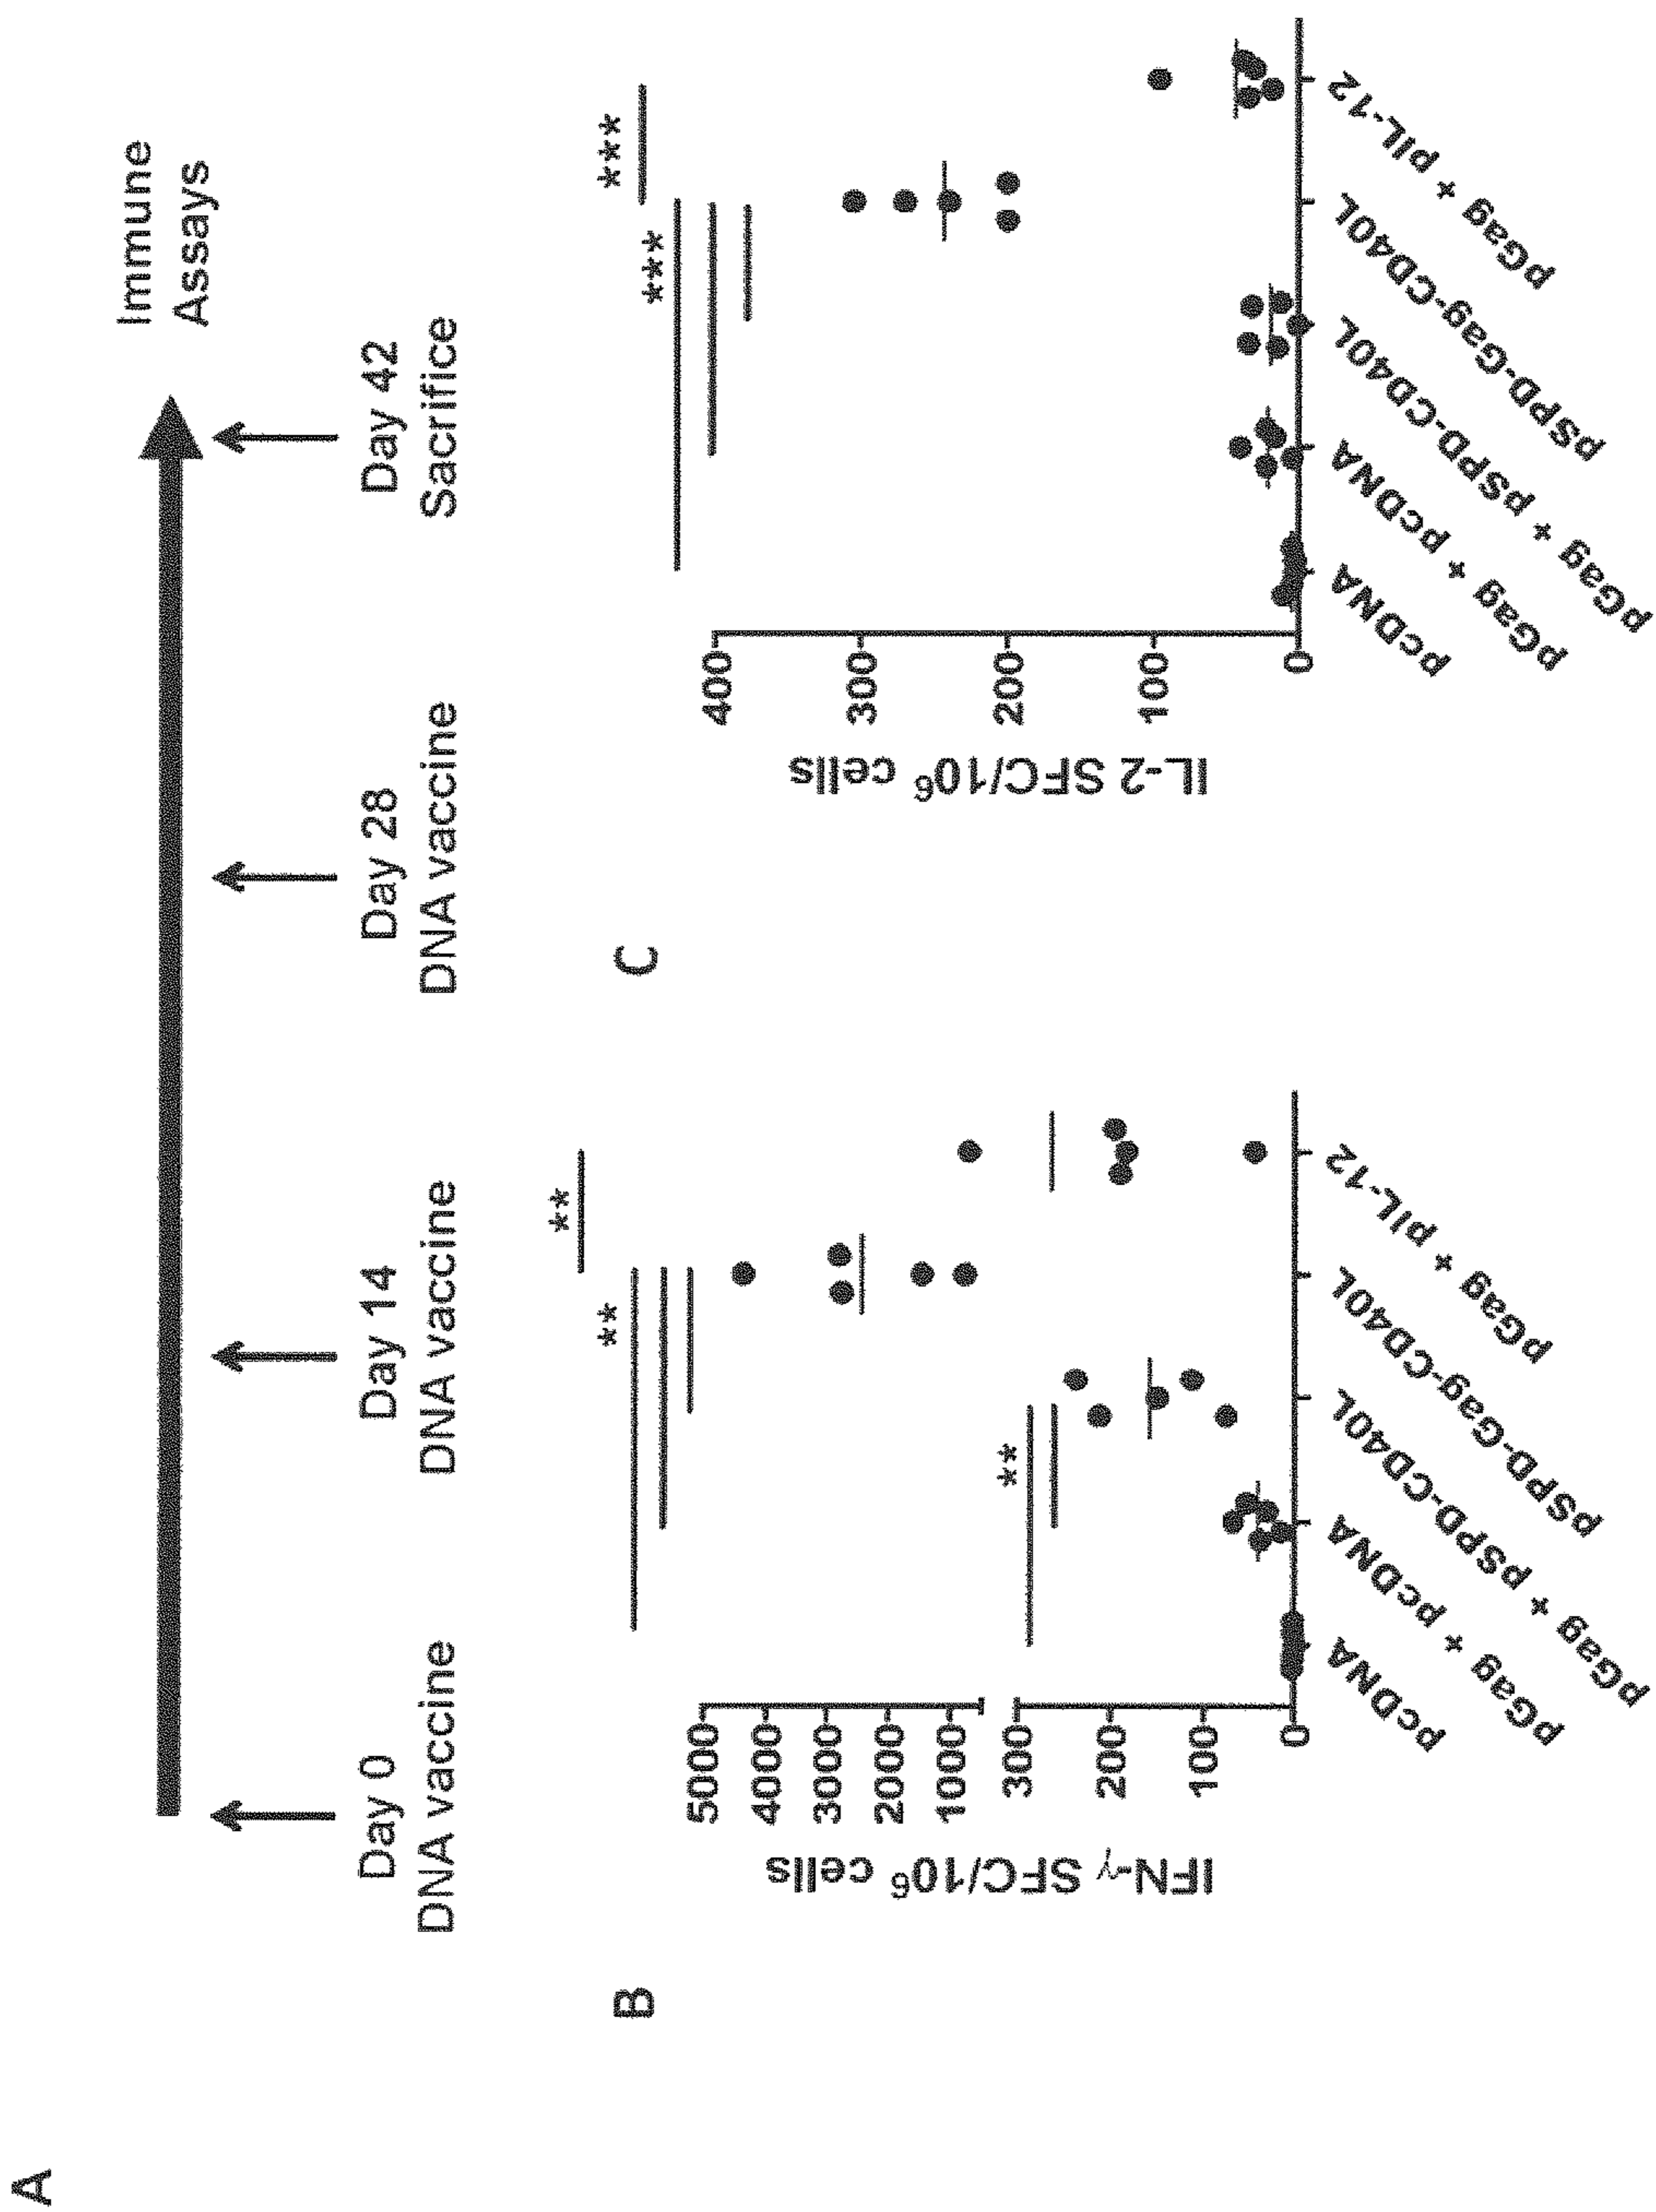 A
Day 0
DNA vaccine
Day 14
DNA vaccine
Day 28
DNA vaccine
Day 42
Sacrifice
Immune
Assays
B
IFN-γ SFC/10⁶ cells
5000
4000
3000
2000
1000
300
200
100
0
**
**
**
pcDNA
pGag + pcDNA
pGag + pSPD-CD40L
pSPD-Gag-CD40L
pGag + pIL-12
C
IL-2 SFC/10⁶ cells
400
300
200
100
0
***
***
pcDNA
pGag + pcDNA
pGag + pSPD-CD40L
pSPD-Gag-CD40L
pGag + pIL-12